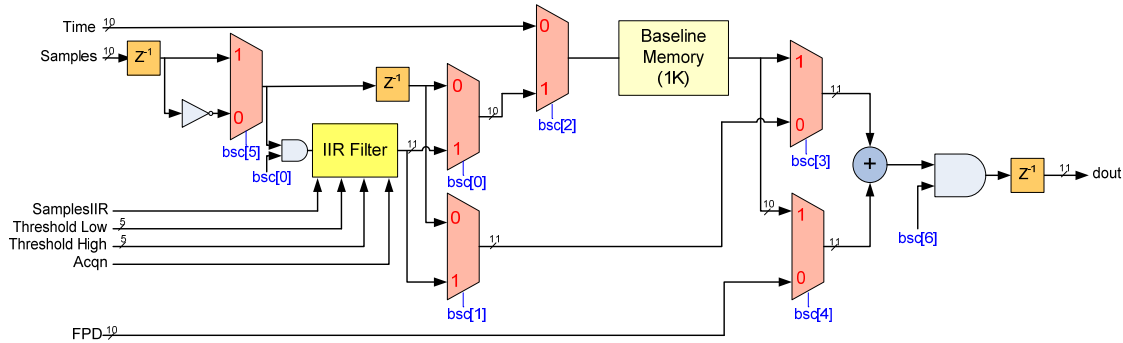 Time
10
Samples
10
Z-1
1
0
bsc[5]
bsc[0]
Z-1
IIR Filter
11
0
1
bsc[0]
10
0
1
bsc[1]
11
0
1
bsc[2]
Baseline
Memory
(1K)
1
0
bsc[3]
11
10
1
0
bsc[4]
11
+
bsc[6]
Z-1
11
dout
SamplesIIR
Threshold Low
5
Threshold High
5
Acqn
FPD
10